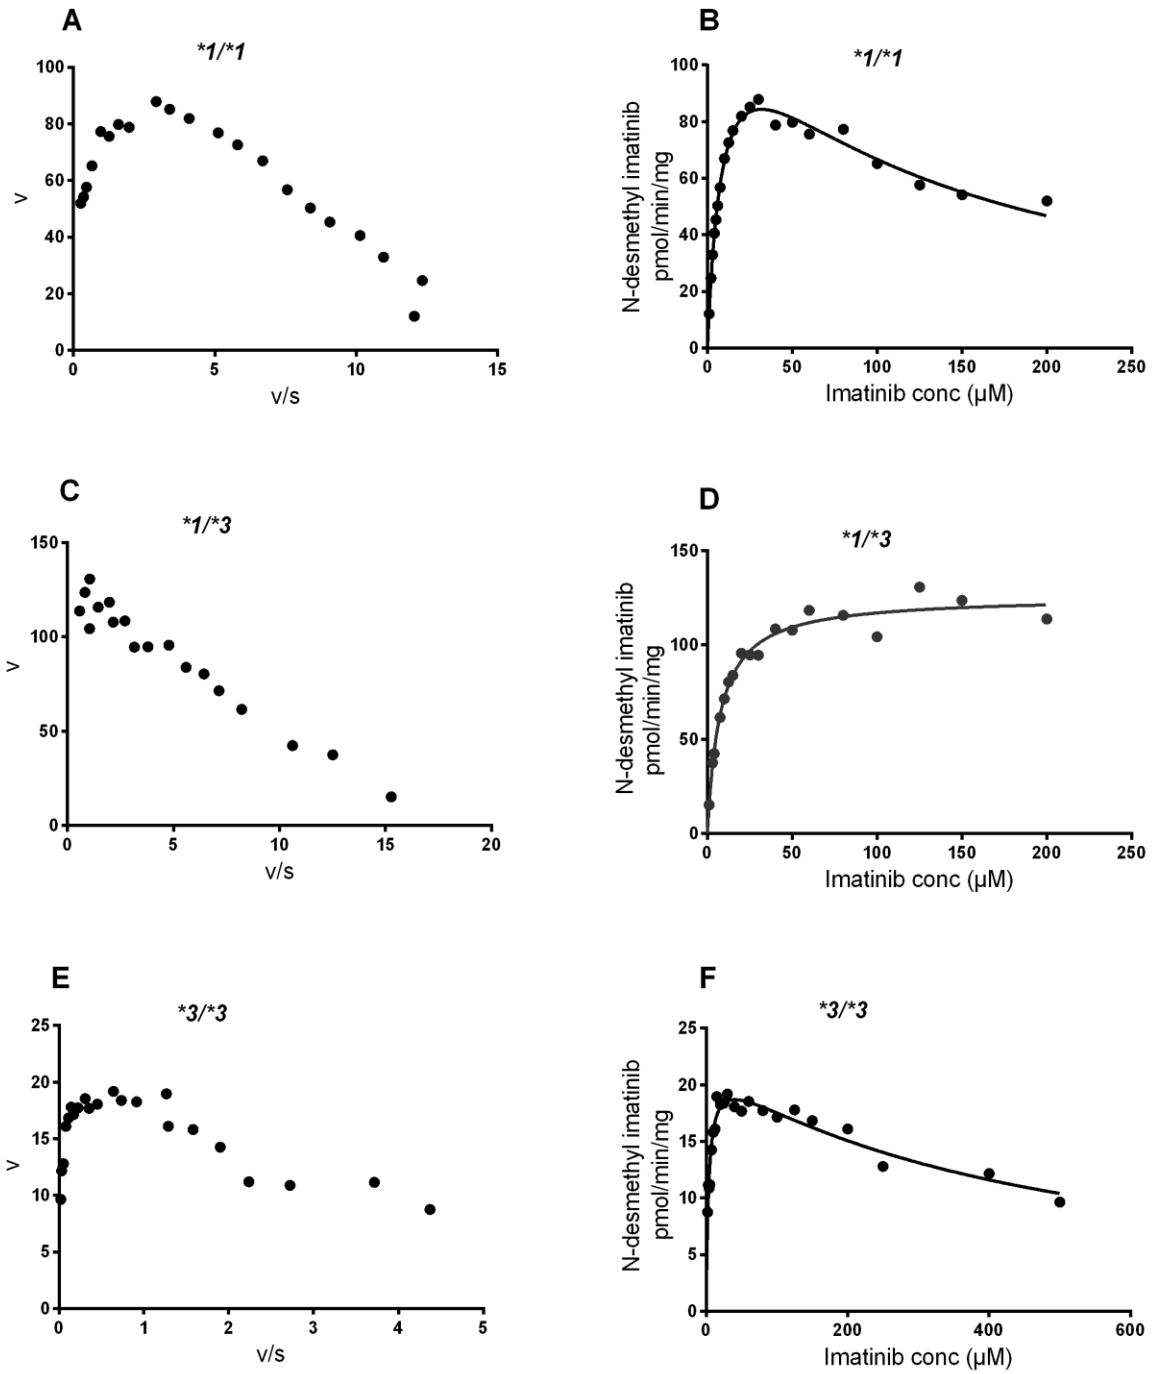 A
*1/*1
100
80
60
40
20
0
v
0 5 10 15
v/s
B
*1/*1
100
80
60
40
20
0
N-desmethyl imatinib
pmol/min/mg
0 50 100 150 200 250
Imatinib conc (µM)
C
*1/*3
150
100
50
0
v
0 5 10 15 20
v/s
D
*1/*3
150
100
50
0
N-desmethyl imatinib
pmol/min/mg
0 50 100 150 200 250
Imatinib conc (µM)
E
*3/*3
25
20
15
10
5
0
v
0 1 2 3 4 5
v/s
F
*3/*3
25
20
15
10
5
0
N-desmethyl imatinib
pmol/min/mg
0 200 400 600
Imatinib conc (µM)